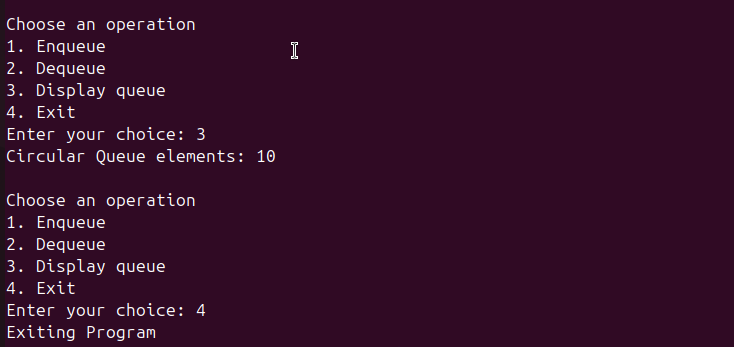 Choose an operation
1. Enqueue
2. Dequeue
3. Display queue
4. Exit
Enter your choice: 3
Circular Queue elements: 10
Choose an operation
1. Enqueue
2. Dequeue
3. Display queue
4. Exit
Enter your choice: 4
Exiting Program